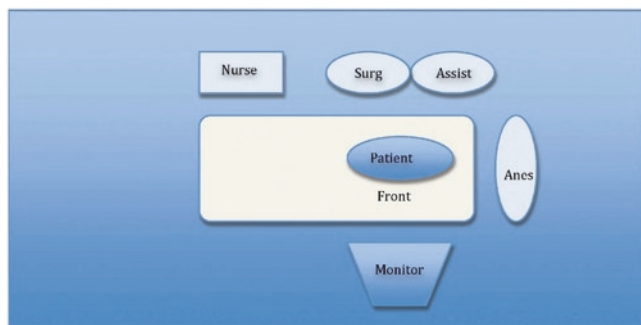 Nurse
Surg
Assist
Patient
Anes
Front
Monitor